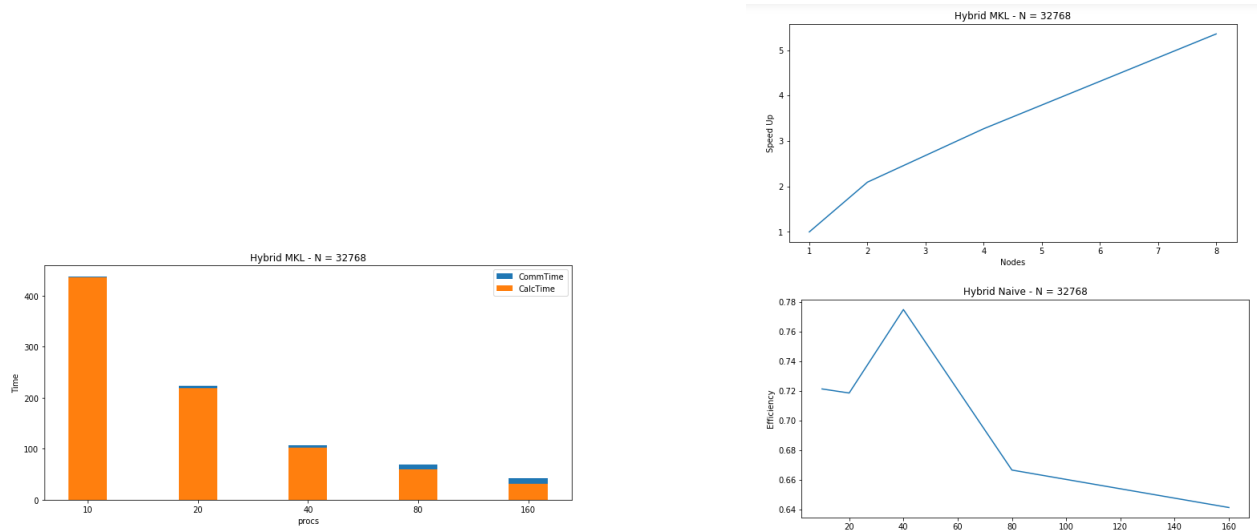 Hybrid MKL - N = 32768
Time
400
300
200
100
0
CommTime
CalcTime
10 20 40 80 160
procs
Hybrid MKL - N = 32768
Speed Up
5
4
3
2
1
1 2 3 4 5 6 7 8
Nodes
Hybrid Naive - N = 32768
Efficiency
0.78
0.76
0.74
0.72
0.70
0.68
0.66
0.64
20 40 60 80 100 120 140 160